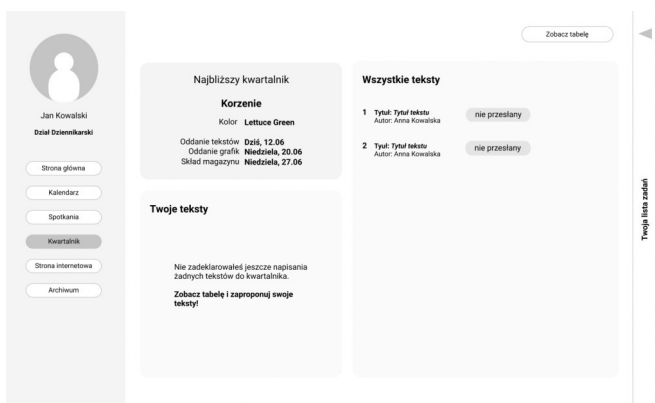 Jan Kowalski
Dział Dziennikarski
Strona główna
Kalendarz
Spotkania
Kwartalnik
Strona internetowa
Archiwum
Zobacz tabelę
Najbliższy kwartalnik
Korzenie
Kolor Lettuce Green
Oddanie tekstów Dziś, 12.06
Oddanie grafik Niedziela, 20.06
Skład magazynu Niedziela, 27.06
Twoje teksty
Nie zadeklarowałeś jeszcze napisania
żadnych tekstów do kwartalnika.
Zobacz tabelę i zaproponuj swoje
teksty!
Wszystkie teksty
1 Tytuł: Tytuł tekstu
Autor: Anna Kowalska
nie przesłany
2 Tyuł: Tytuł tekstu
Autor: Anna Kowalska
nie przesłany
Twoja lista zadań